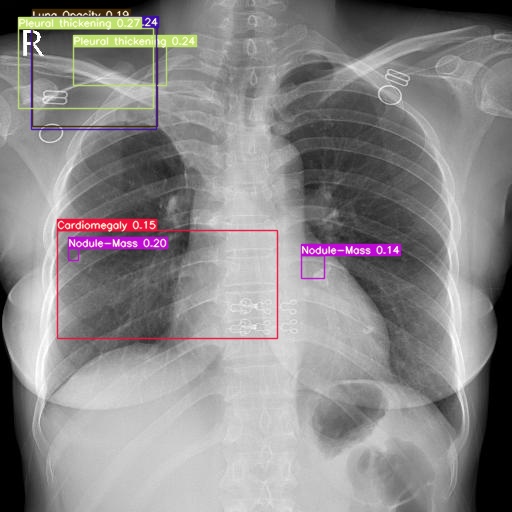 Lung Opacity 0.19
Pleural thickening 0.27
.24
R
Pleural thickening 0.24
Cardiomegaly 0.15
Nodule-Mass 0.20
Nodule-Mass 0.14